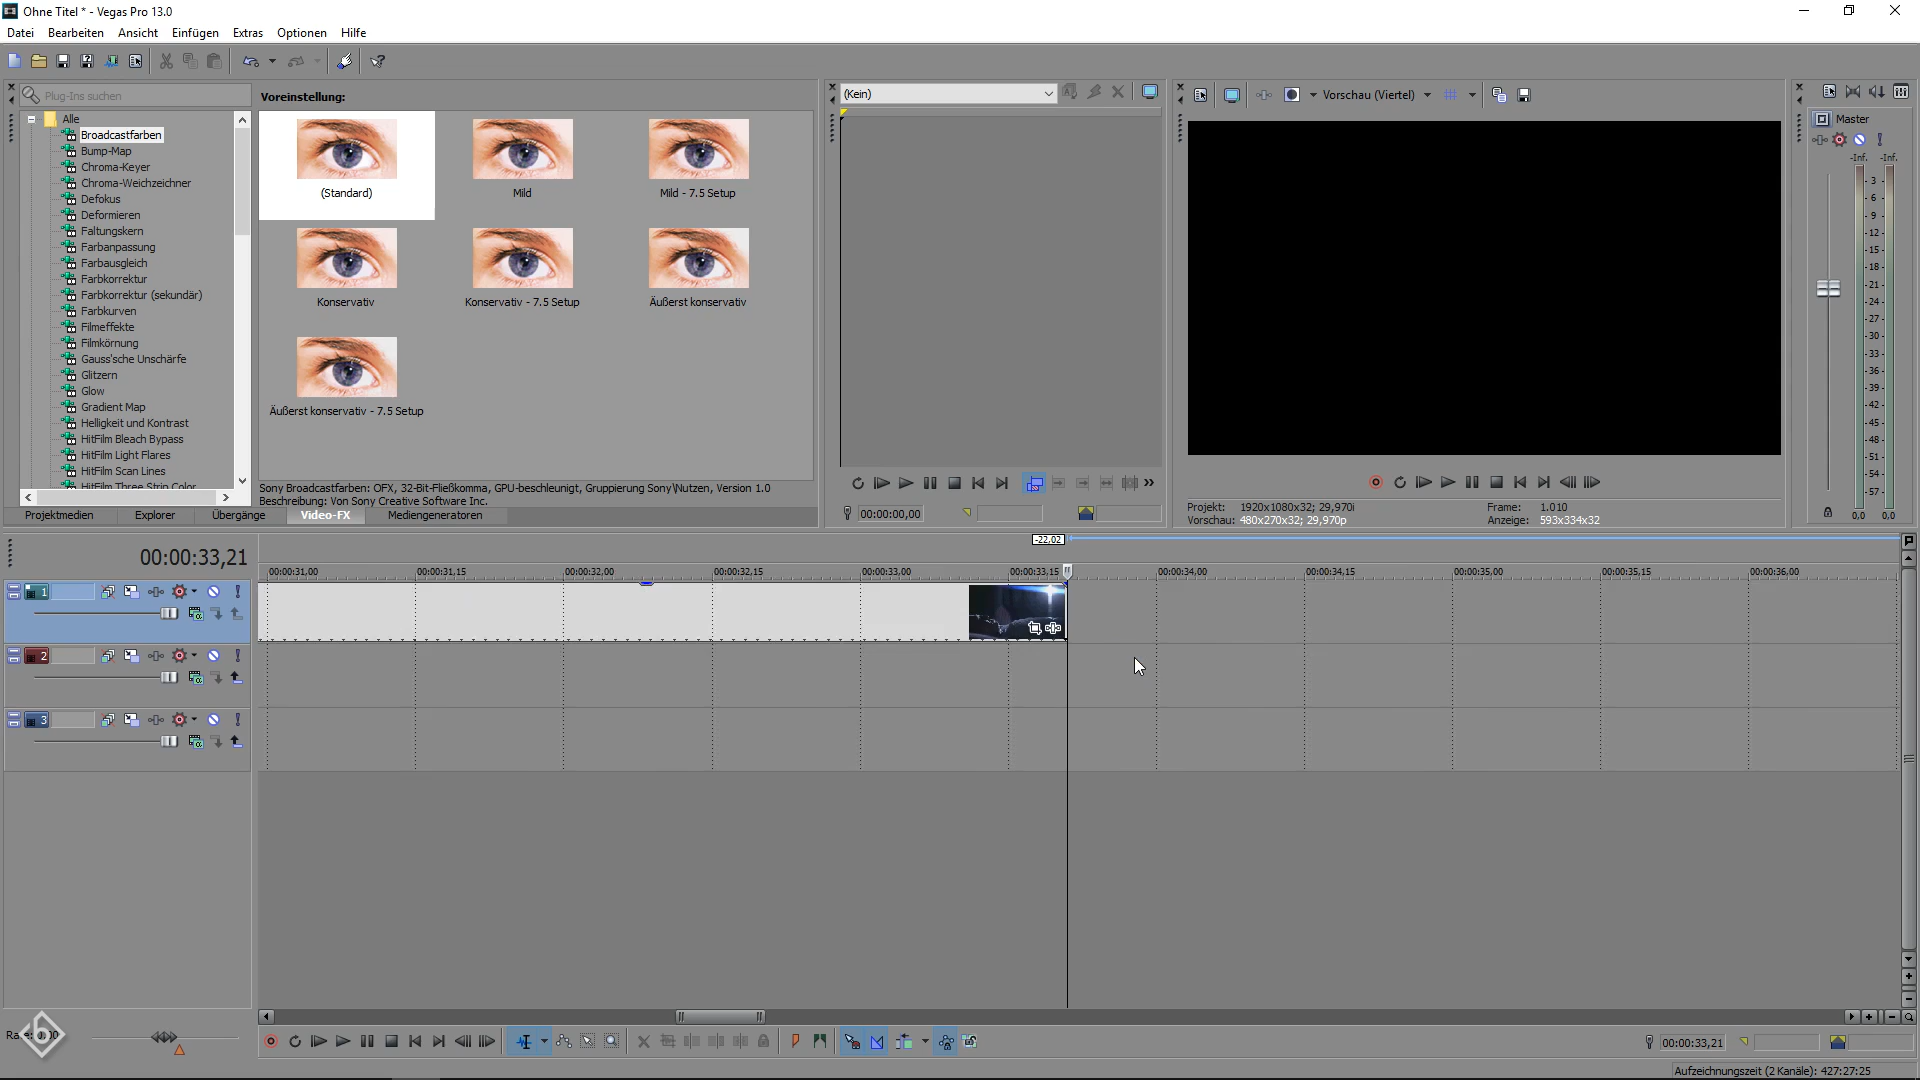 Ohne Titel * - Vegas Pro 13.0
Datei Bearbeiten Ansicht Einfügen Extras Optionen Hilfe
Plug-Ins suchen
Alle
Broadcastfarben
Bump-Map
Chroma-Keyer
Chroma-Weichzeichner
Defokus
Deformieren
Faltungskern
Farbanpassung
Farbausgleich
Farbkorrektur
Farbkorrektur (sekundär)
Farbkurven
Filmeffekte
Filmkörnung
Gauss'sche Unschärfe
Glitzern
Glow
Gradient Map
Helligkeit und Kontrast
HitFilm Bleach Bypass
HitFilm Light Flares
HitFilm Scan Lines
HitFilm Three Strip Color
Voreinstellung:
(Standard) Mild Mild - 7.5 Setup
Konservativ Konservativ - 7.5 Setup Äußerst konservativ
Äußerst konservativ - 7.5 Setup
Sony Broadcastfarben: OFX, 32-Bit-Fließkomma, GPU-beschleunigt, Gruppierung Sony\Nutzen, Version 1.0
Beschreibung: Von Sony Creative Software Inc.
Projektmedien Explorer Übergänge Video-FX Mediengeneratoren
(Kein)
00:00:00,00
Vorschau (Viertel)
Projekt: 1920x1080x32; 29,970i Frame: 1.010
Vorschau: 480x270x32; 29,970p Anzeige: 593x334x32
Master
-Inf. -Inf.
- 3 -
- 6 -
- 9 -
-12-
-15-
-18-
-21-
-24-
-27-
-30-
-33-
-36-
-39-
-42-
-45-
-48-
-51-
-54-
-57-
0,0 0,0
00:00:33,21
-22,02
00:00:31,00 00:00:31,15 00:00:32,00 00:00:32,15 00:00:33,00 00:00:33,15 00:00:34,00 00:00:34,15 00:00:35,00 00:00:35,15 00:00:36,00
1
2
3
00:00:33,21
Aufzeichnungszeit (2 Kanäle): 427:27:25